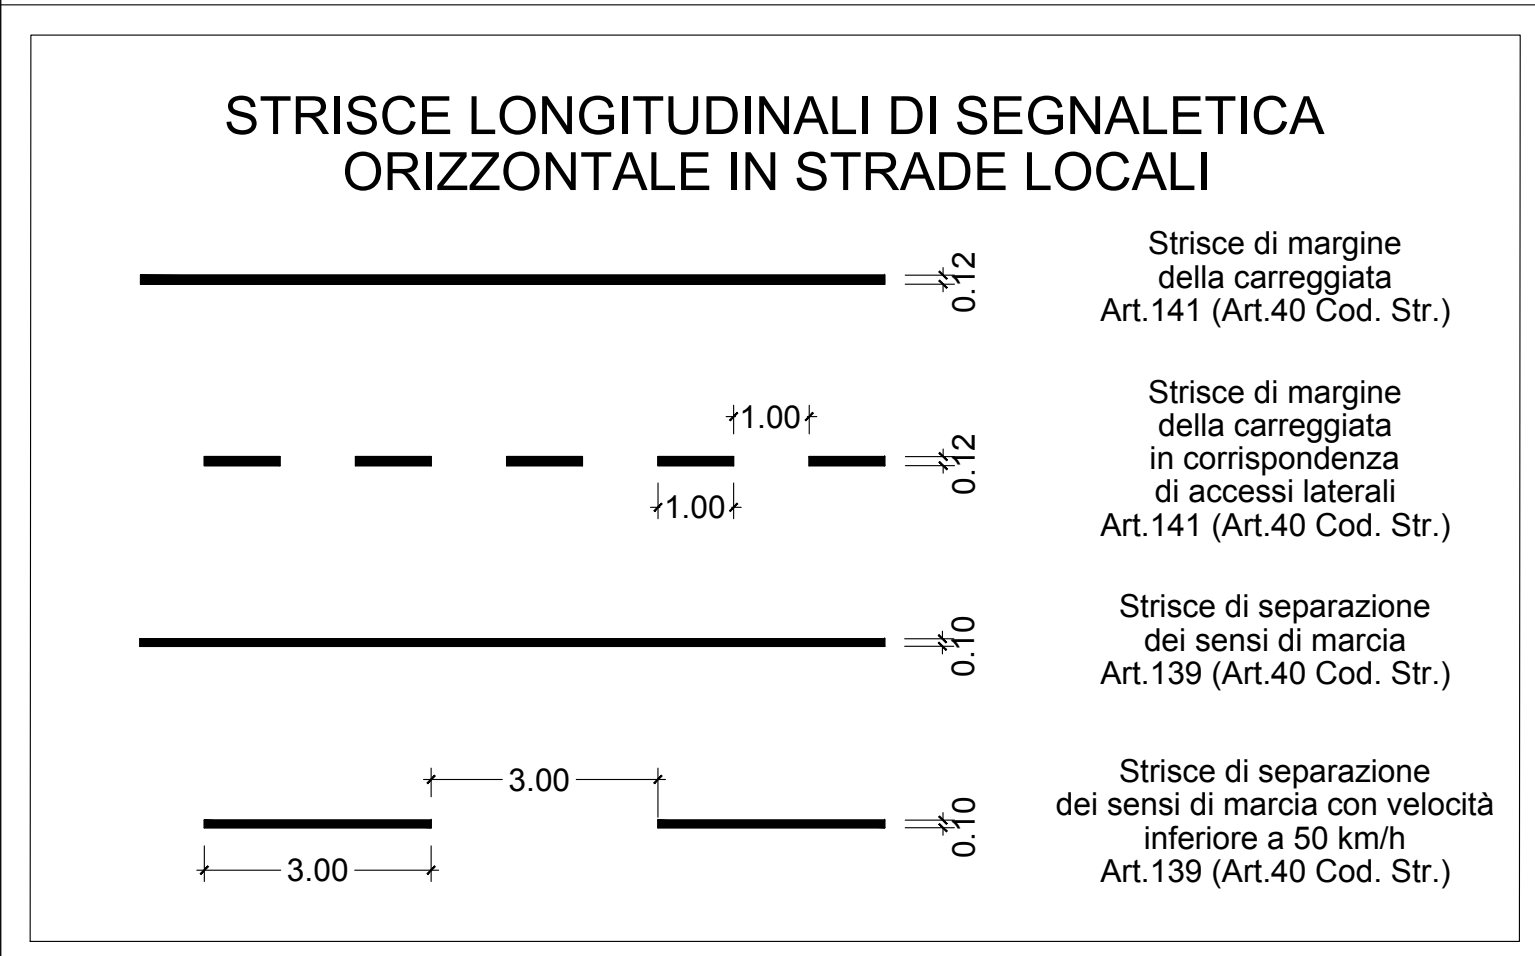 STRISCE LONGITUDINALI DI SEGNALETICA
ORIZZONTALE IN STRADE LOCALI
0.12
Strisce di margine
della carreggiata
Art.141 (Art.40 Cod. Str.)
1.00
1.00
0.12
Strisce di margine
della carreggiata
in corrispondenza
di accessi laterali
Art.141 (Art.40 Cod. Str.)
0.10
Strisce di separazione
dei sensi di marcia
Art.139 (Art.40 Cod. Str.)
3.00
3.00
0.10
Strisce di separazione
dei sensi di marcia con velocità
inferiore a 50 km/h
Art.139 (Art.40 Cod. Str.)